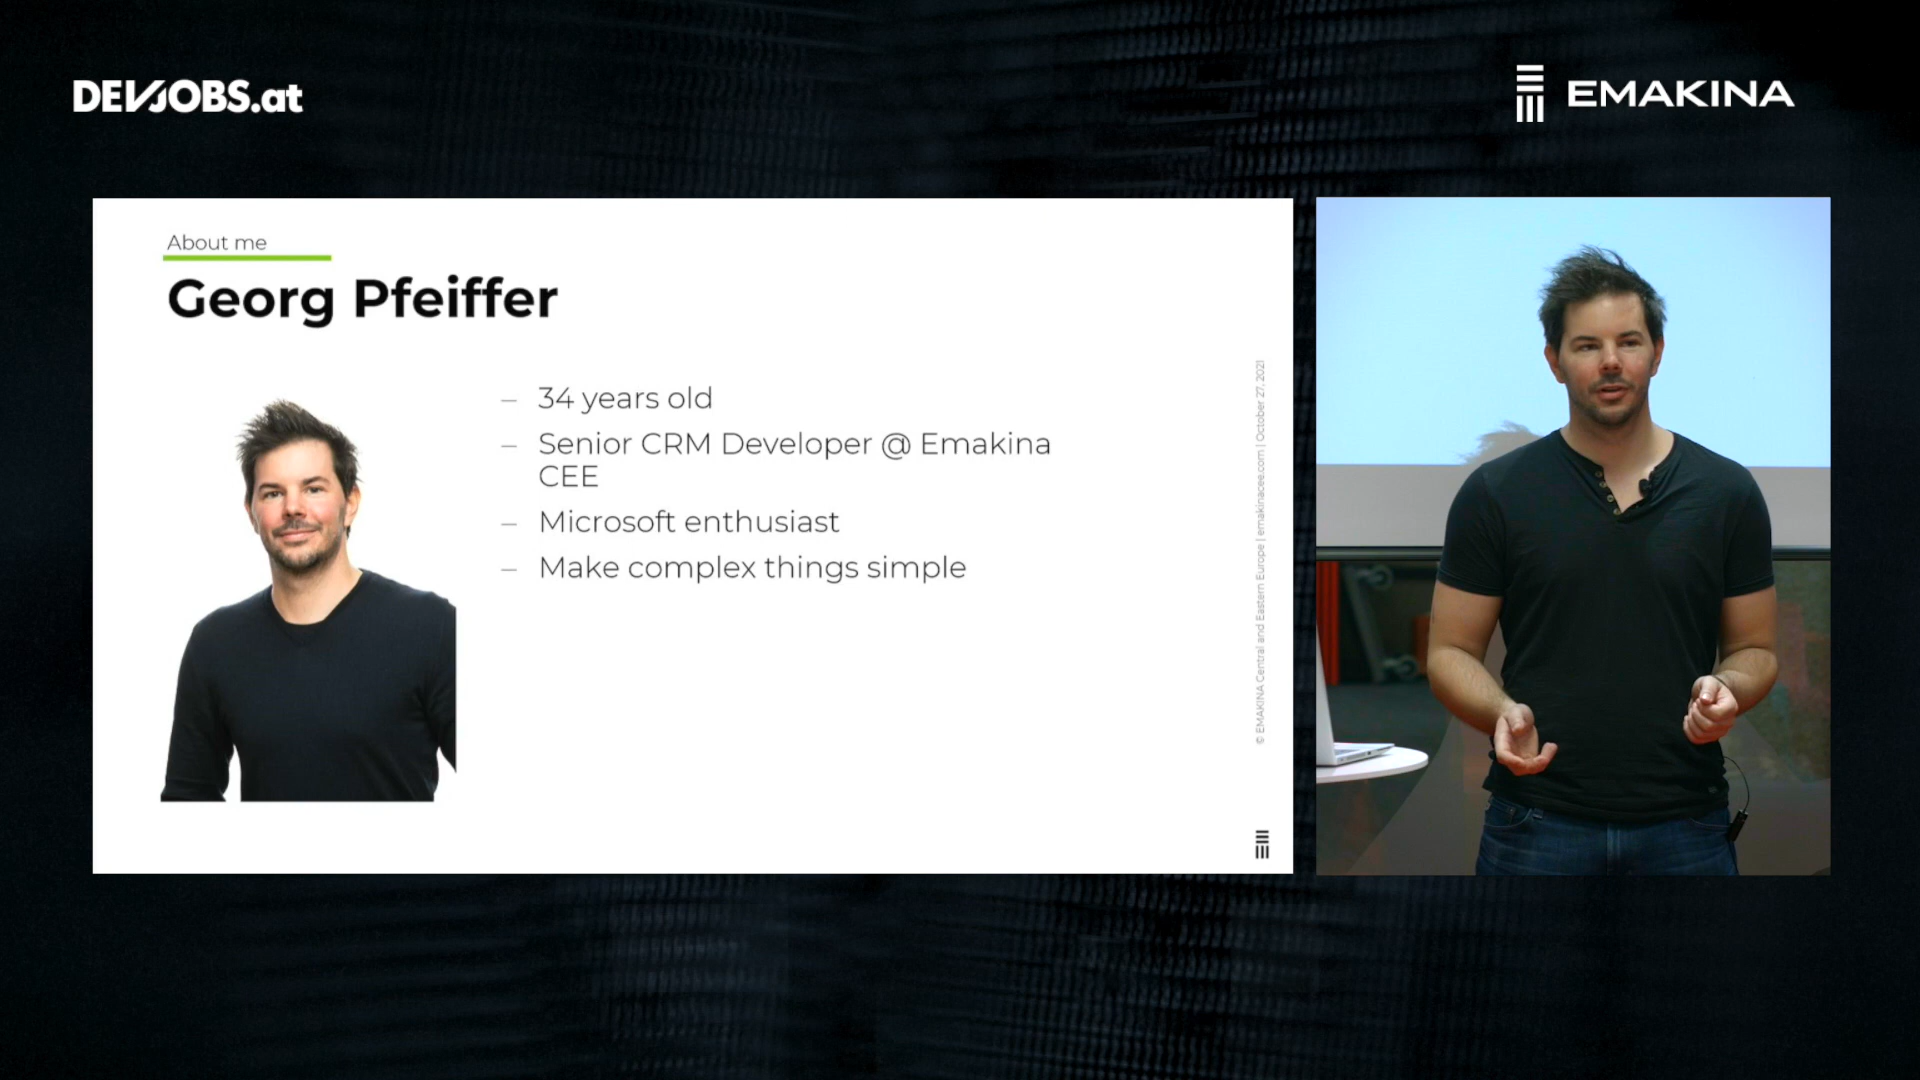 DEVJOBS.at
EMAKINA
About me
Georg Pfeiffer
– 34 years old
– Senior CRM Developer @ Emakina
CEE
– Microsoft enthusiast
– Make complex things simple
© EMAKINA Central and Eastern Europe | emakinacee.com | October 27, 2021